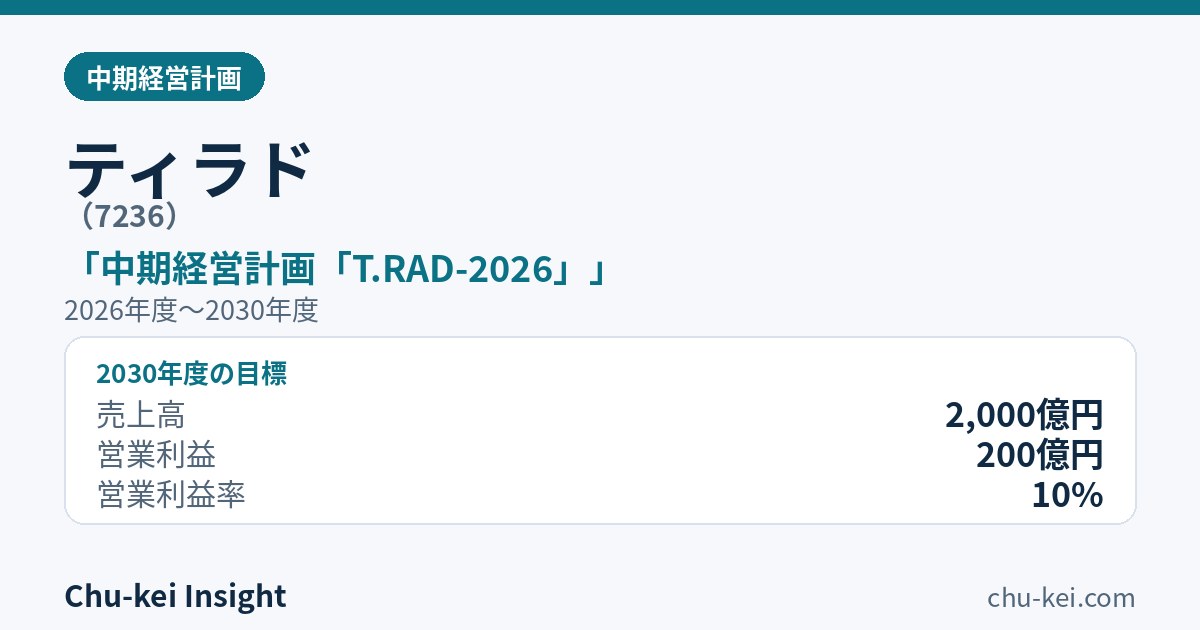 中期経営計画
ティラド
（7236）
「中期経営計画「T.RAD-2026」」
2026年度～2030年度
2030年度の目標
売上高 2,000億円
営業利益 200億円
営業利益率 10%
Chu-kei Insight chu-kei.com